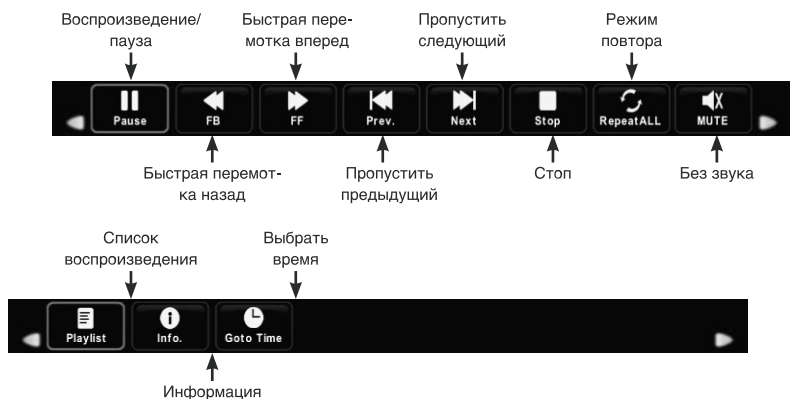 Воспроизведение/
пауза
Быстрая пере-
мотка вперед
Пропустить
следующий
Режим
повтора
Pause
FB
FF
Prev.
Next
Stop
RepeatALL
MUTE
Быстрая перемот-
ка назад
Пропустить
предыдущий
Стоп
Без звука
Список
воспроизведения
Выбрать
время
Playlist
Info.
Goto Time
Информация